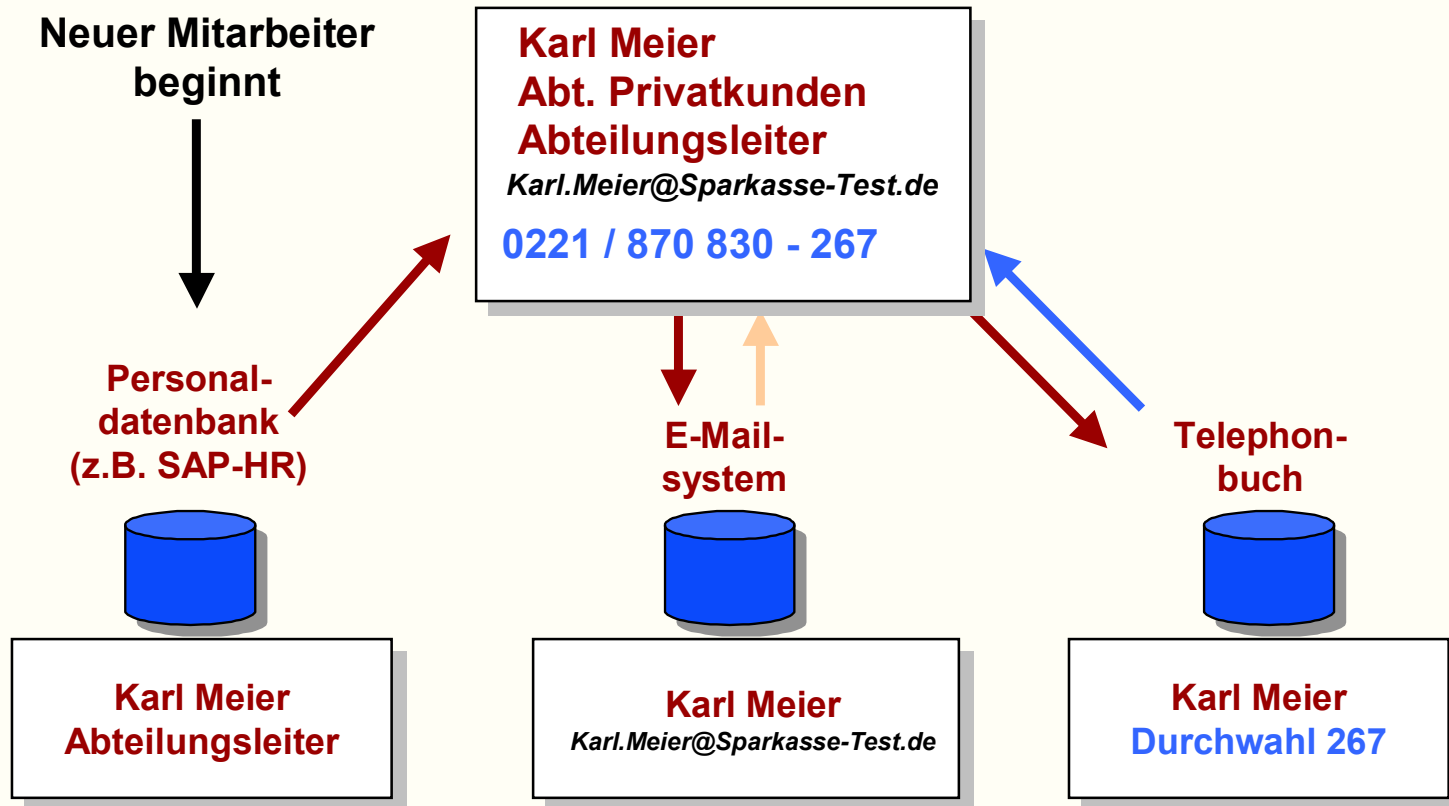 Neuer Mitarbeiter
beginnt
Karl Meier
Abt. Privatkunden
Abteilungsleiter
Karl.Meier@Sparkasse-Test.de
0221 / 870 830 - 267
Personal-
datenbank
(z.B. SAP-HR)
E-Mail-
system
Telephon-
buch
Karl Meier
Abteilungsleiter
Karl Meier
Karl.Meier@Sparkasse-Test.de
Karl Meier
Durchwahl 267